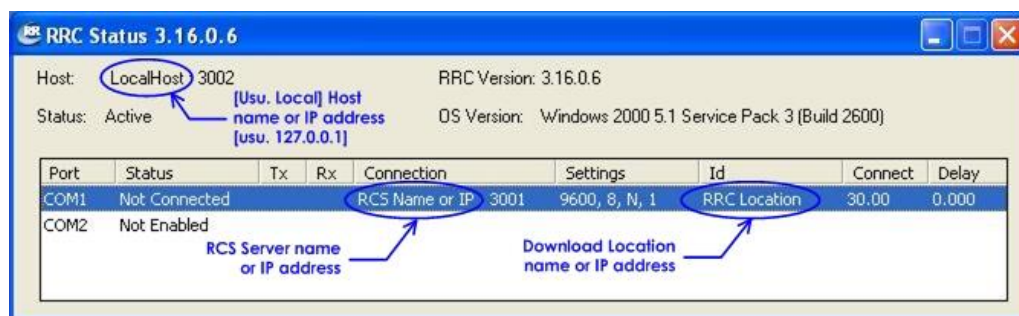 RRC Status 3.16.0.6
Host: LocalHost 3002 RRC Version: 3.16.0.6
[Usu. Local] Host
name or IP address
[usu. 127.0.0.1]
Status: Active OS Version: Windows 2000 5.1 Service Pack 3 (Build 2600)
Port Status Tx Rx Connection Settings Id Connect Delay
COM1 Not Connected RCS Name or IP 3001 9600, 8, N, 1 RRC Location 30.00 0.000
COM2 Not Enabled
RCS Server name
or IP address
Download Location
name or IP address